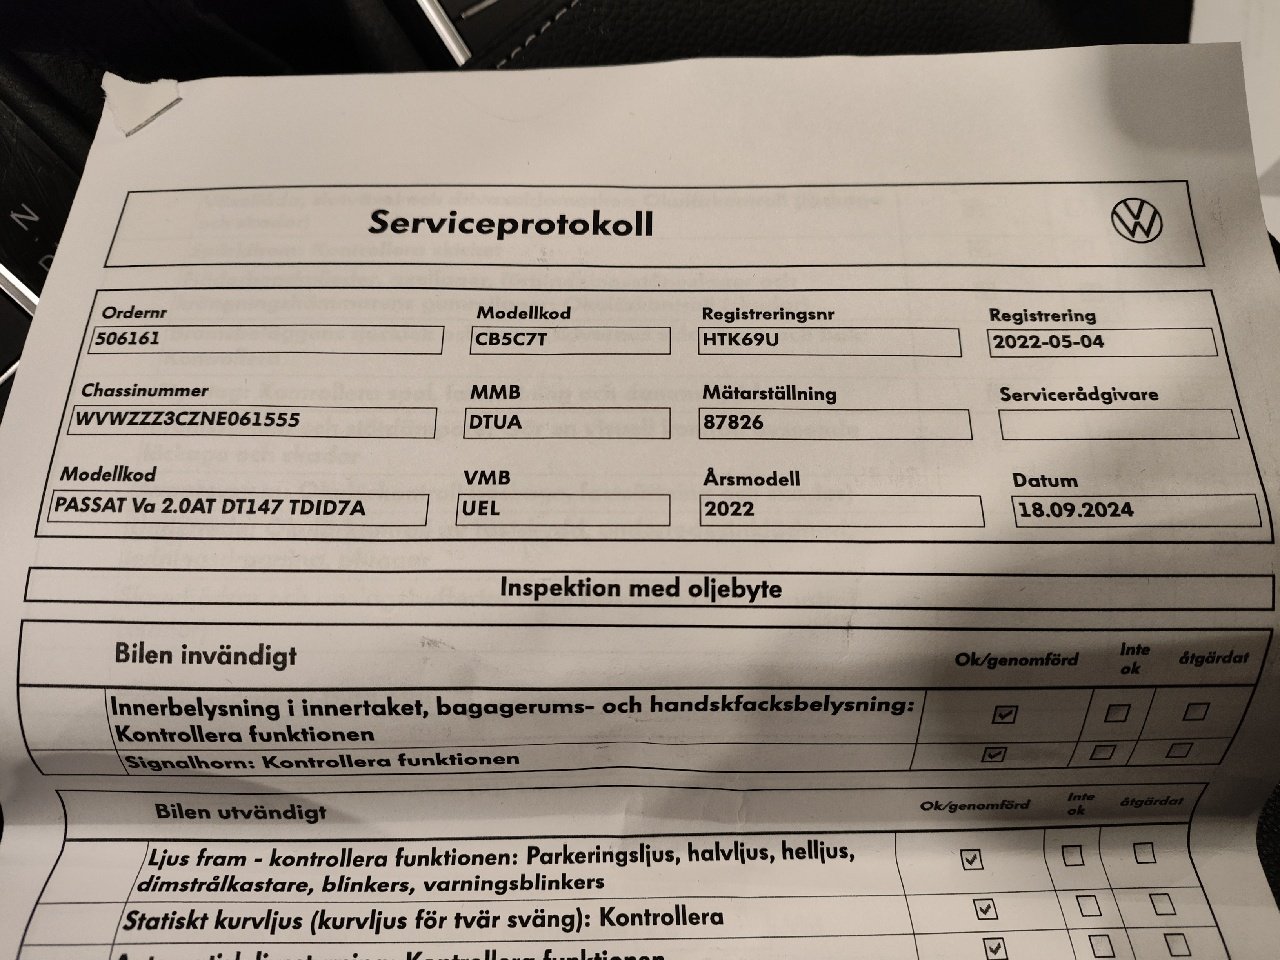 Serviceprotokoll
Ordernr Modellkod Registreringsnr Registrering
506161 CB5C7T HTK69U 2022-05-04
Chassinummer MMB Mätarställning Servicerådgivare
WVWZZZ3CZNE061555 DTUA 87826
Modellkod VMB Årsmodell Datum
PASSAT Va 2.0AT DT147 TDID7A UEL 2022 18.09.2024
Inspektion med oljebyte
Bilen invändigt Ok/genomförd Inte ok åtgärdat
Innerbelysning i innertaket, bagagerums- och handskfacksbelysning:
Kontrollera funktionen
Signalhorn: Kontrollera funktionen
Bilen utvändigt Ok/genomförd Inte ok åtgärdat
Ljus fram - kontrollera funktionen: Parkeringsljus, halvljus, helljus,
dimstrålkastare, blinkers, varningsblinkers
Statiskt kurvljus (kurvljus för tvär sväng): Kontrollera
Kontrollera funktionen
N